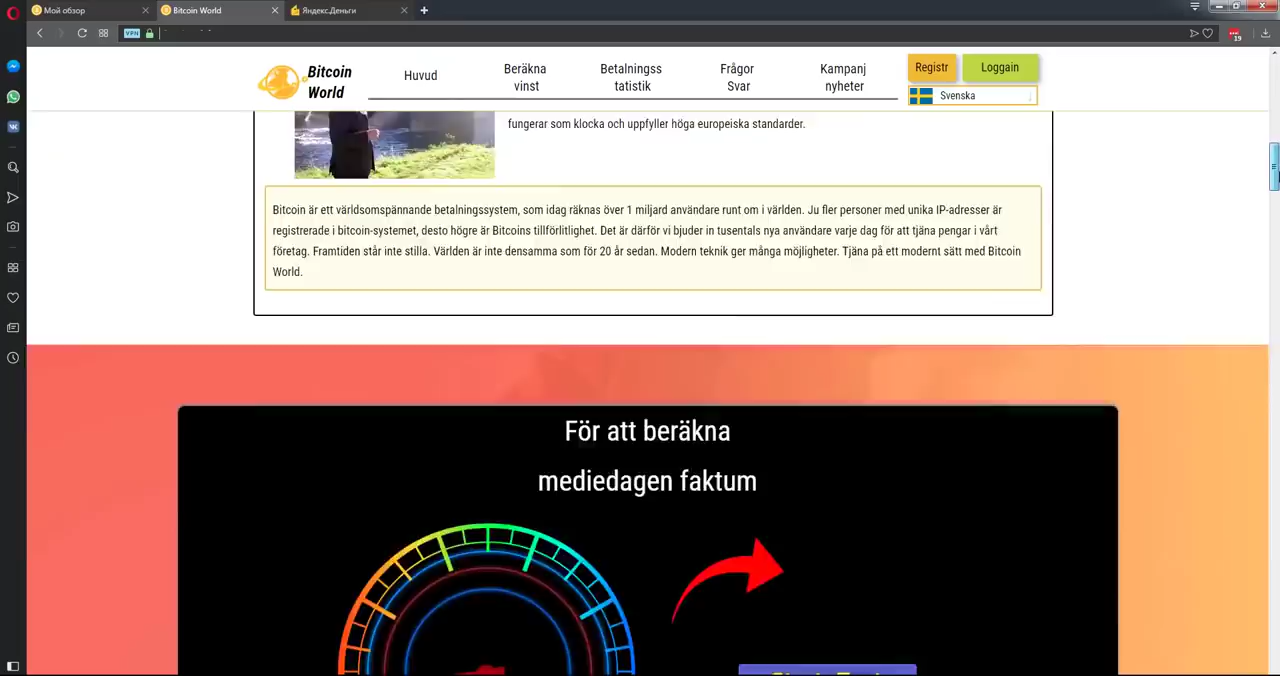 Мой обзор
Bitcoin World
Яндекс.Деньги
VPN
19
Bitcoin
World
Huvud
Beräkna
vinst
Betalningss
tatistik
Frågor
Svar
Kampanj
nyheter
Registr
Loggain
Svenska
fungerar som klocka och uppfyller höga europeiska standarder.
Bitcoin är ett världsomspännande betalningssystem, som idag räknas över 1 miljard användare runt om i världen. Ju fler personer med unika IP-adresser är
registrerade i bitcoin-systemet, desto högre är Bitcoins tillförlitlighet. Det är därför vi bjuder in tusentals nya användare varje dag för att tjäna pengar i vårt
företag. Framtiden står inte stilla. Världen är inte densamma som för 20 år sedan. Modern teknik ger många möjligheter. Tjäna på ett modernt sätt med Bitcoin
World.
För att beräkna
mediedagen faktum